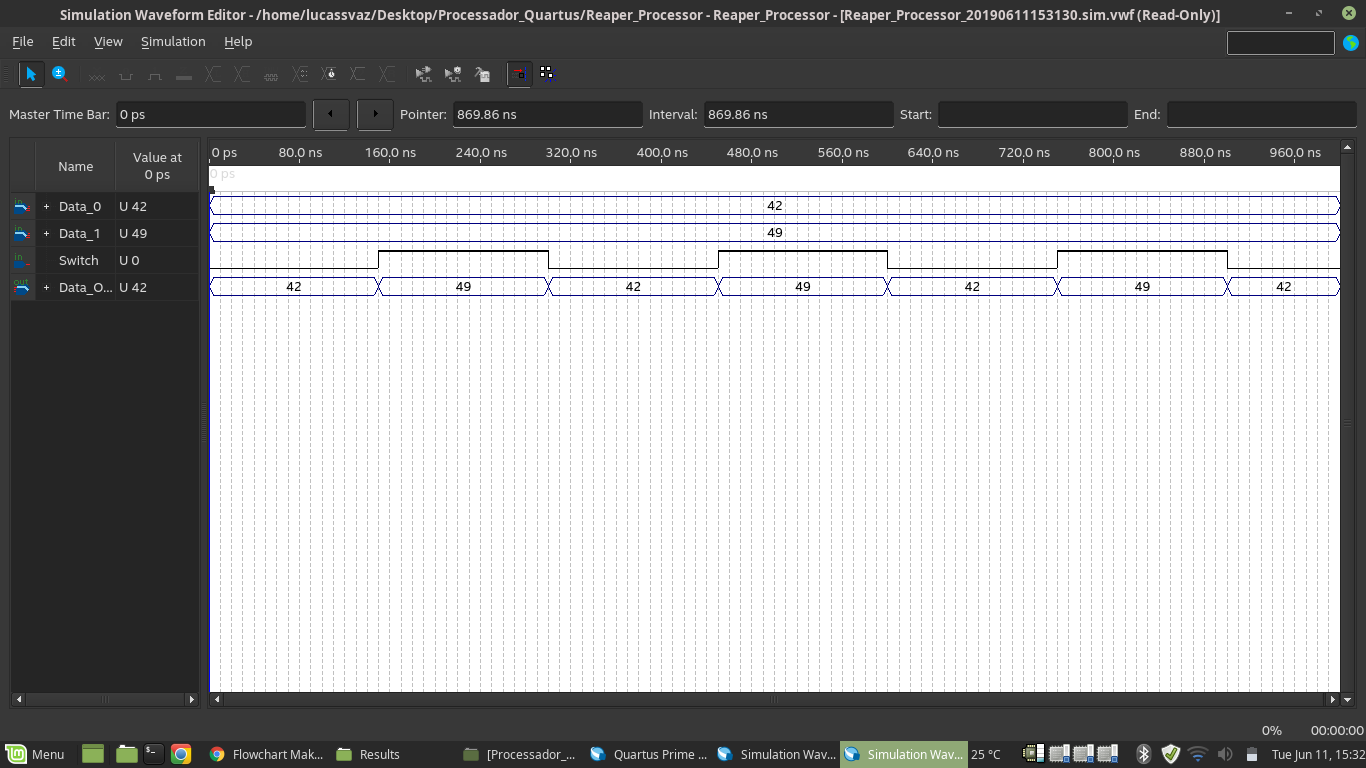 Simulation Waveform Editor - /home/lucassvaz/Desktop/Processador_Quartus/Reaper_Processor - Reaper_Processor - [Reaper_Processor_20190611153130.sim.vwf (Read-Only)]
File Edit View Simulation Help
Master Time Bar: 0 ps Pointer: 869.86 ns Interval: 869.86 ns Start: End:
Name Value at
0 ps
0 ps 80.0 ns 160.0 ns 240.0 ns 320.0 ns 400.0 ns 480.0 ns 560.0 ns 640.0 ns 720.0 ns 800.0 ns 880.0 ns 960.0 ns
0 ps
in Data_0 U 42 42
in Data_1 U 49 49
in Switch U 0
out Data_O... U 42 42 49 42 49 42 49 42
0% 00:00:00
Menu Flowchart Mak... Results [Processador_... Quartus Prime ... Simulation Wav... Simulation Wav... 25 °C Tue Jun 11, 15:32